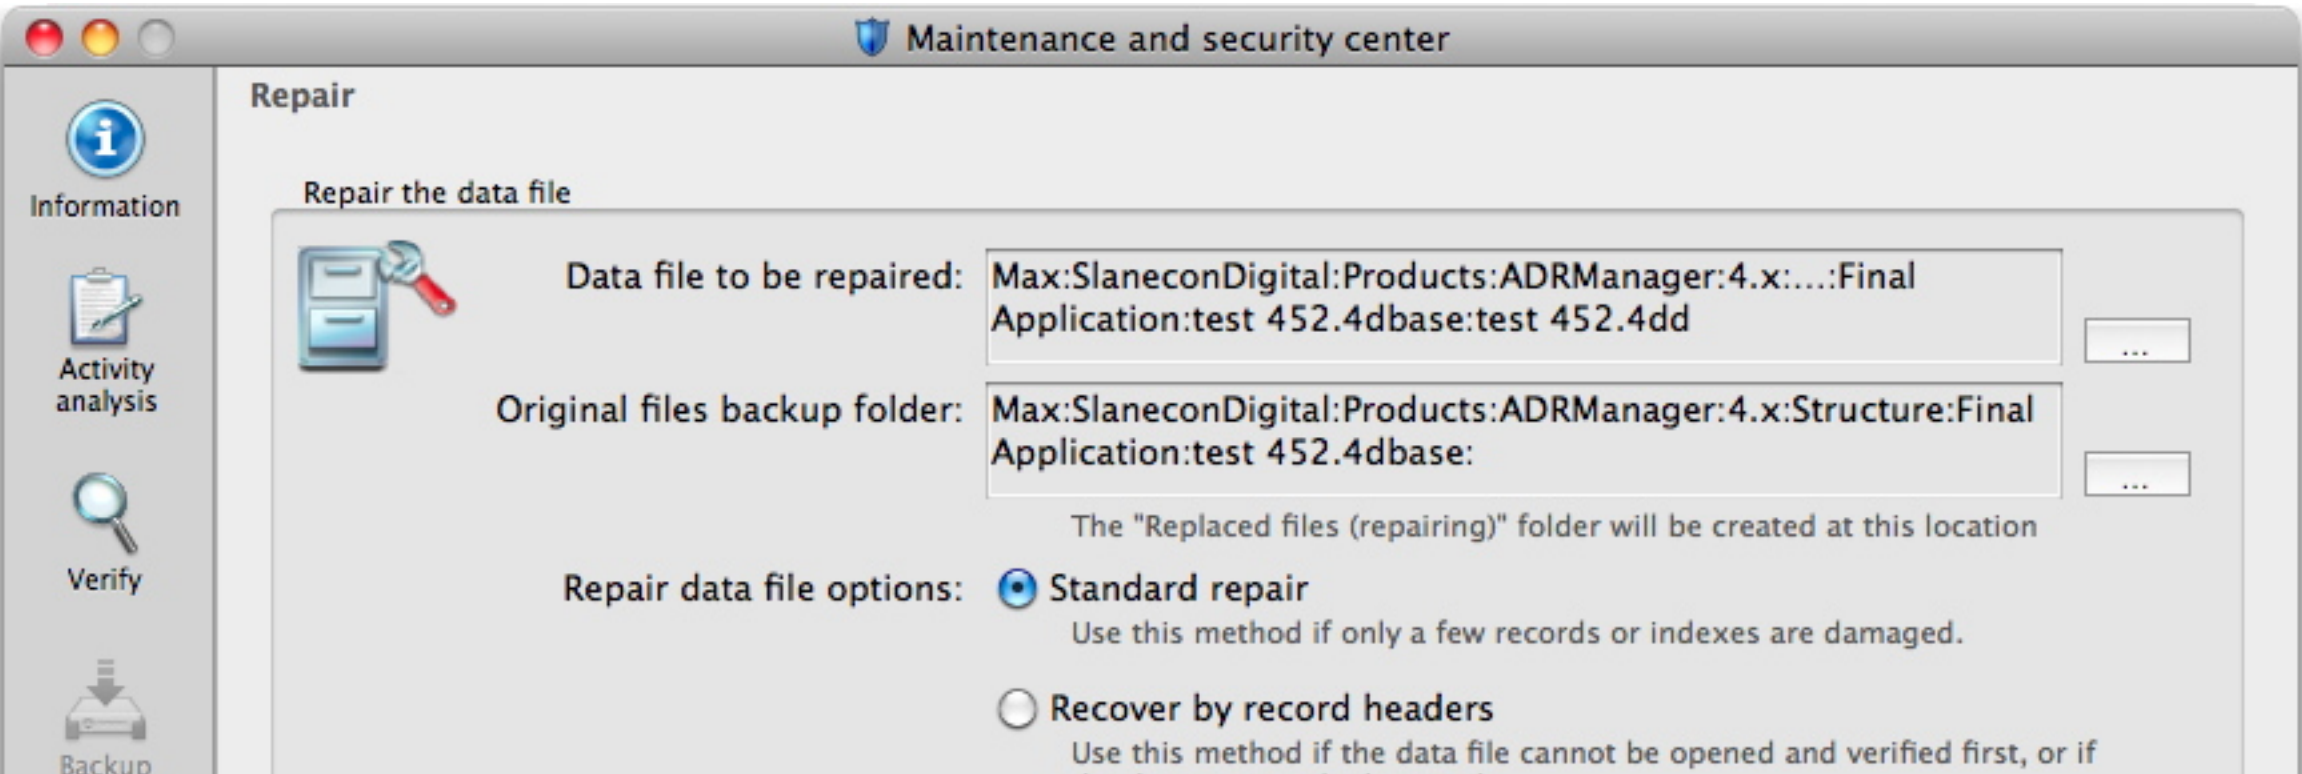 Maintenance and security center
Repair
Information
Repair the data file
Data file to be repaired:
Max:SlaneconDigital:Products:ADRManager:4.x:...:Final
Application:test 452.4dbase:test 452.4dd
...
Activity
analysis
Original files backup folder:
Max:SlaneconDigital:Products:ADRManager:4.x:Structure:Final
Application:test 452.4dbase:
...
The "Replaced files (repairing)" folder will be created at this location
Verify
Repair data file options:
Standard repair
Use this method if only a few records or indexes are damaged.
Recover by record headers
Use this method if the data file cannot be opened and verified first, or if
Backup